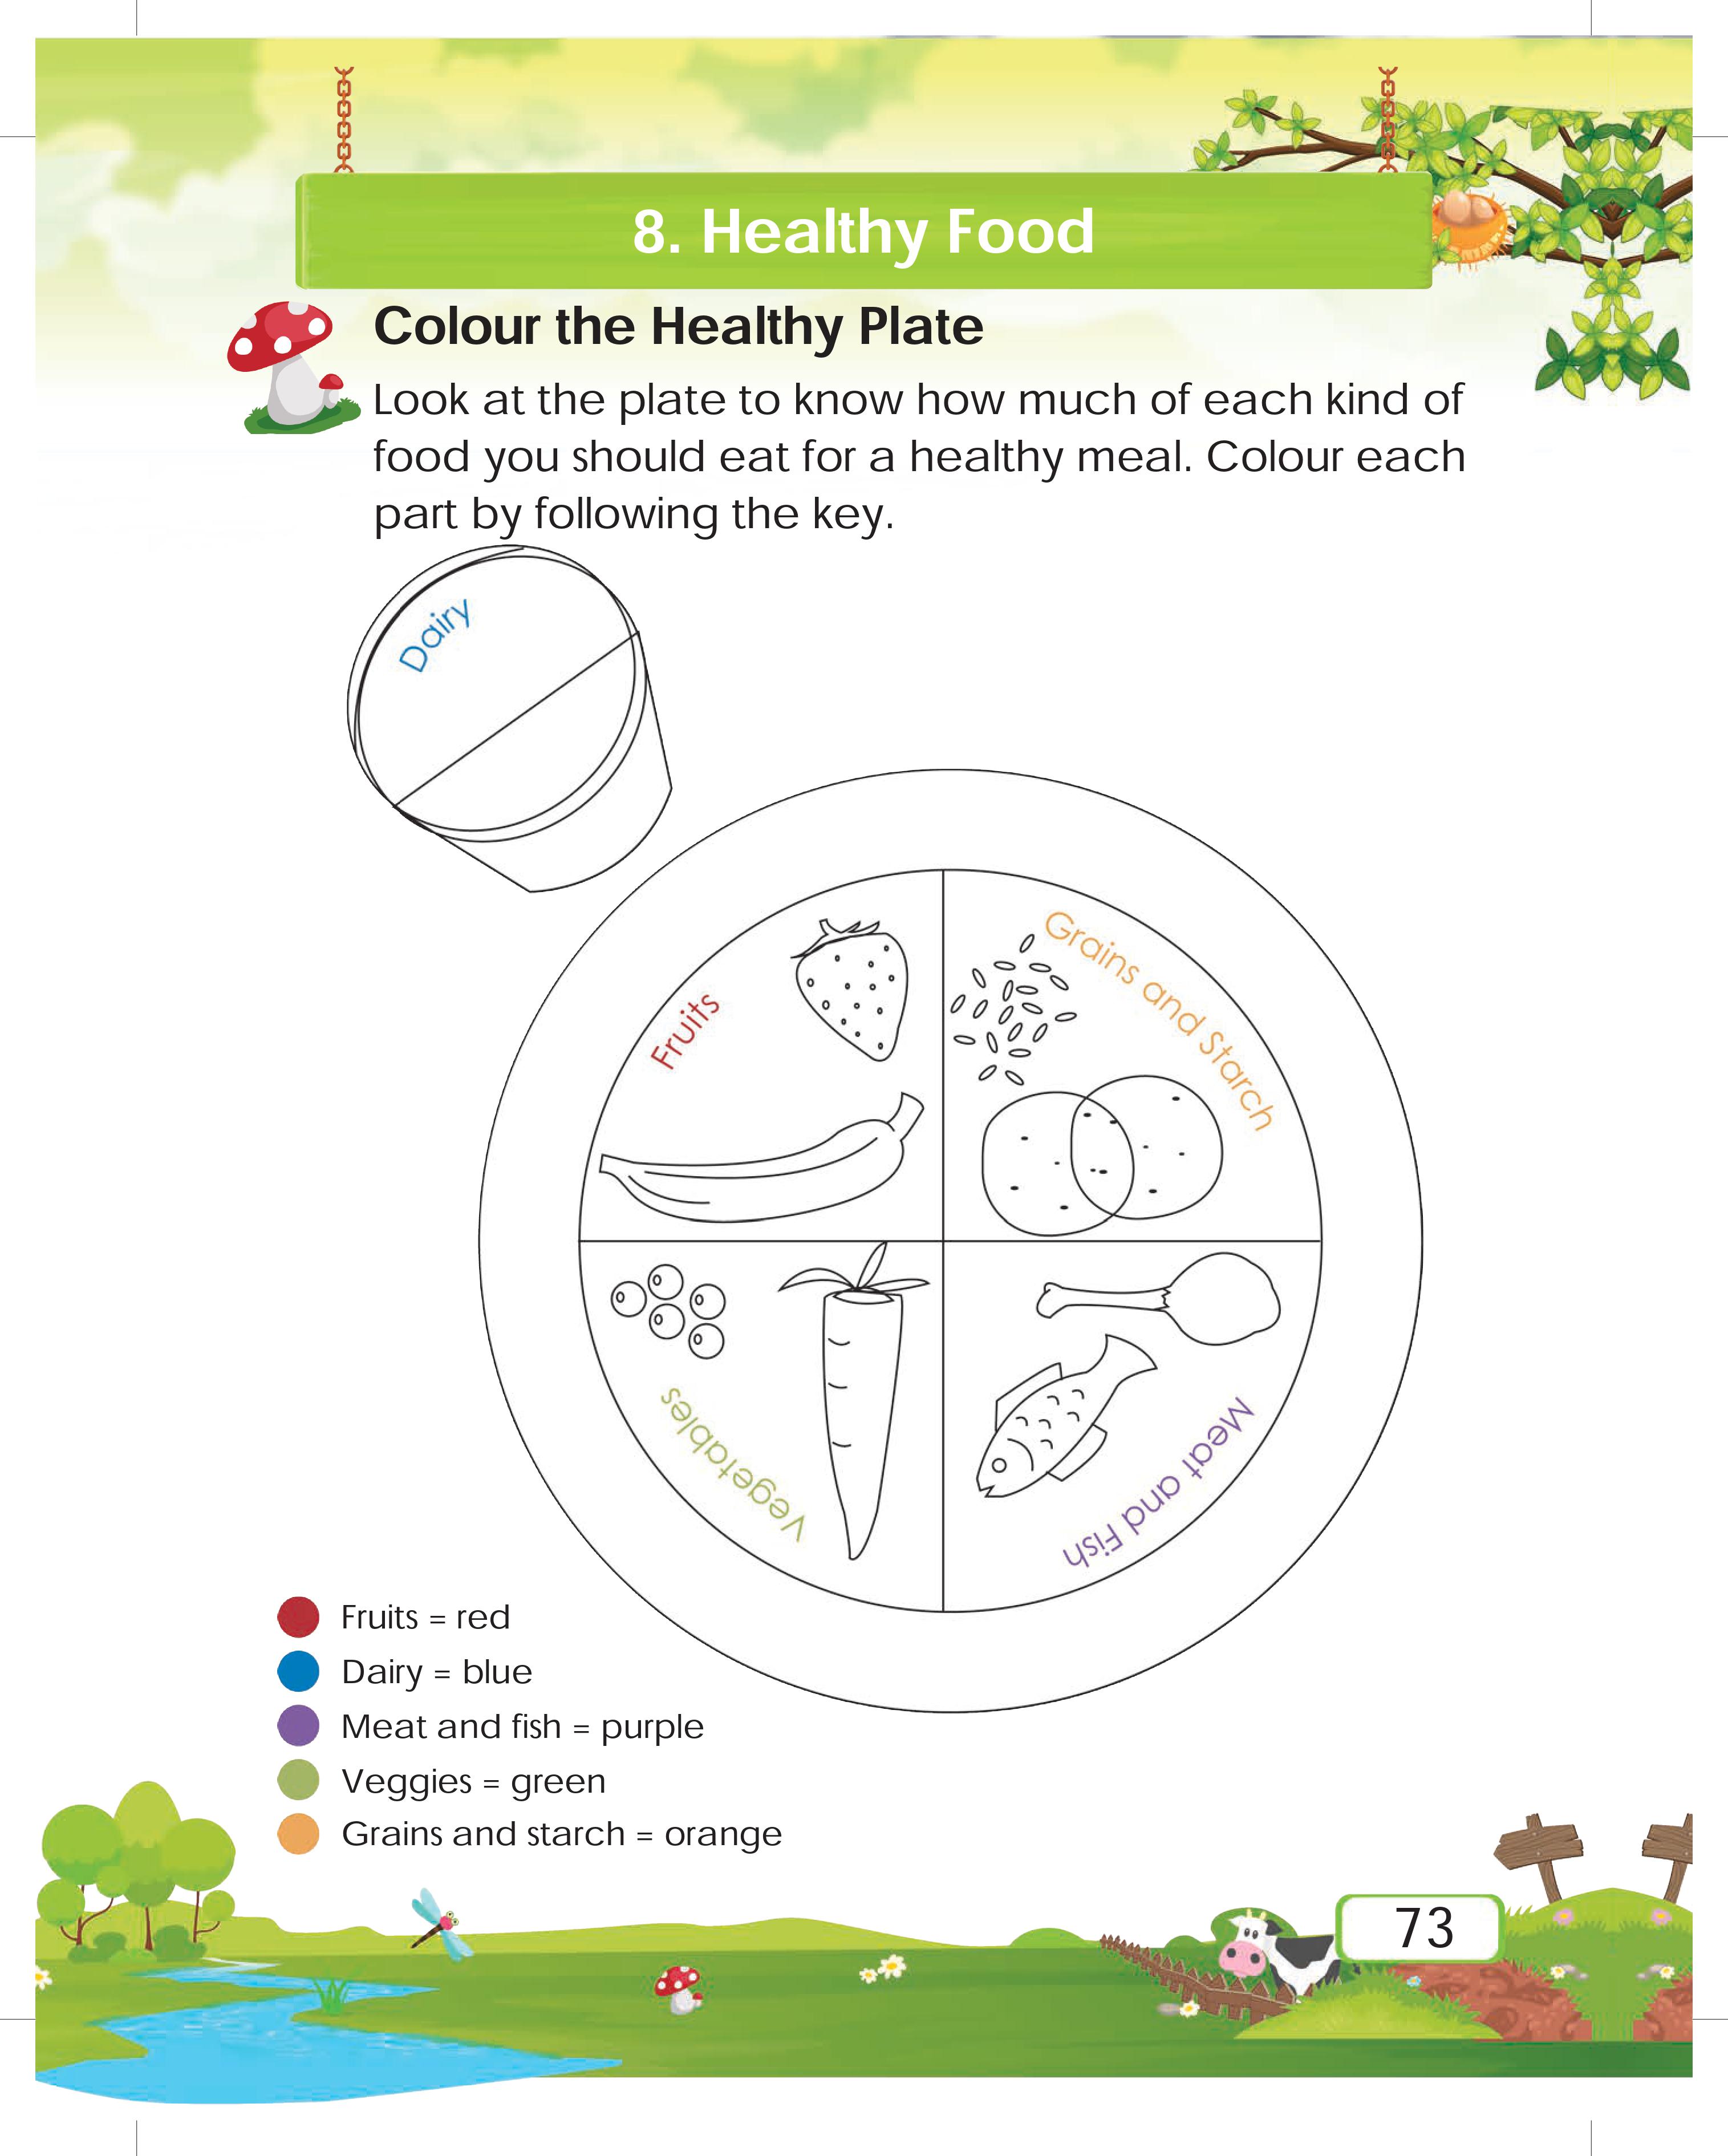 8. Healthy Food
Colour the Healthy Plate
Look at the plate to know how much of each kind of
food you should eat for a healthy meal. Colour each
part by following the key.
Dairy
Fruits
Grains and Starch
Vegetables
Meat and Fish
Fruits = red
Dairy = blue
Meat and fish = purple
Veggies = green
Grains and starch = orange
73